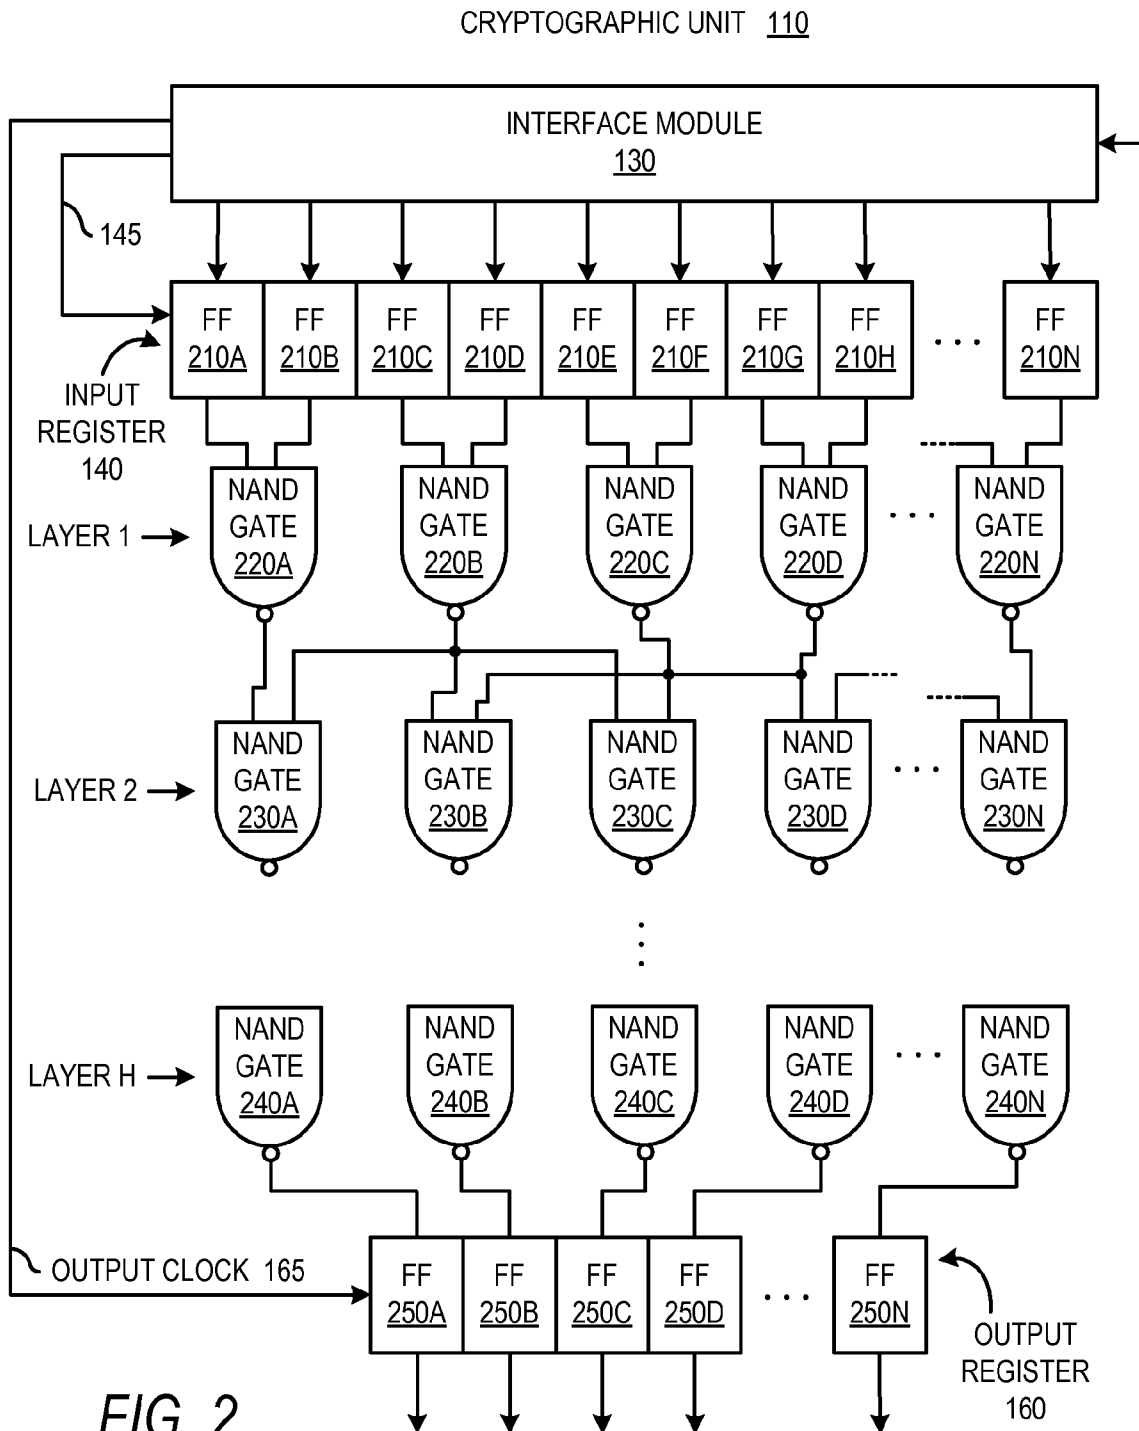 CRYPTOGRAPHIC UNIT 110
INTERFACE MODULE
130
145
FF FF FF FF FF FF FF FF FF
210A 210B 210C 210D 210E 210F 210G 210H ... 210N
INPUT
REGISTER
140
NAND NAND NAND NAND NAND
GATE GATE GATE GATE ... GATE
220A 220B 220C 220D 220N
LAYER 1
NAND NAND NAND NAND NAND
GATE GATE GATE GATE ... GATE
230A 230B 230C 230D 230N
LAYER 2
NAND NAND NAND NAND NAND
GATE GATE GATE GATE ... GATE
240A 240B 240C 240D 240N
LAYER H
OUTPUT CLOCK 165
FF FF FF FF FF
250A 250B 250C 250D ... 250N
OUTPUT
REGISTER
160
FIG. 2